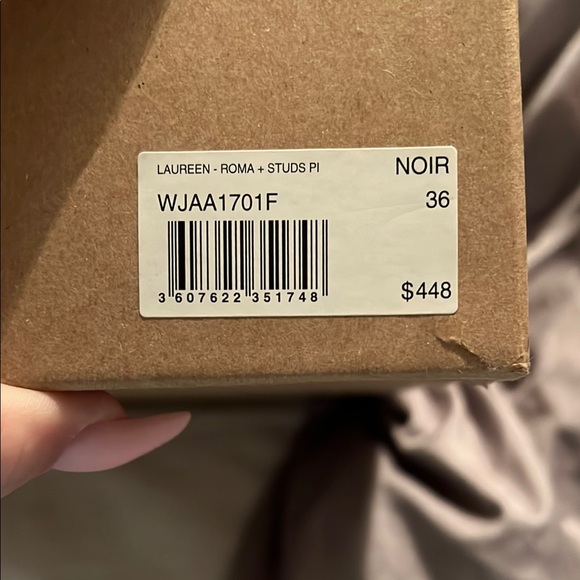 LAUREEN - ROMA + STUDS PI NOIR
WJAA1701F 36
3 607622 351748
$448